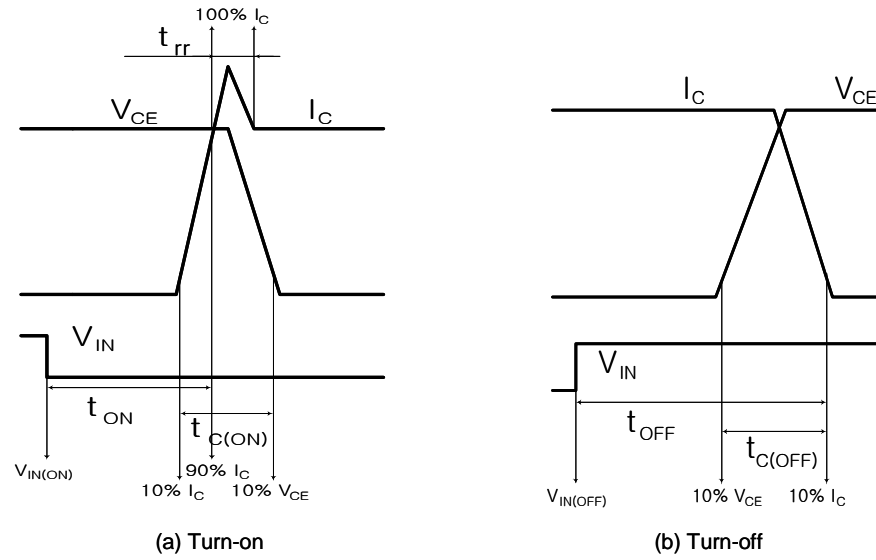 100% I_C
t_rr
V_CE
I_C
V_IN
t_ON
t_C(ON)
V_IN(ON)
90% I_C
10% I_C
10% V_CE
(a) Turn-on
I_C
V_CE
V_IN
t_OFF
t_C(OFF)
V_IN(OFF)
10% V_CE
10% I_C
(b) Turn-off